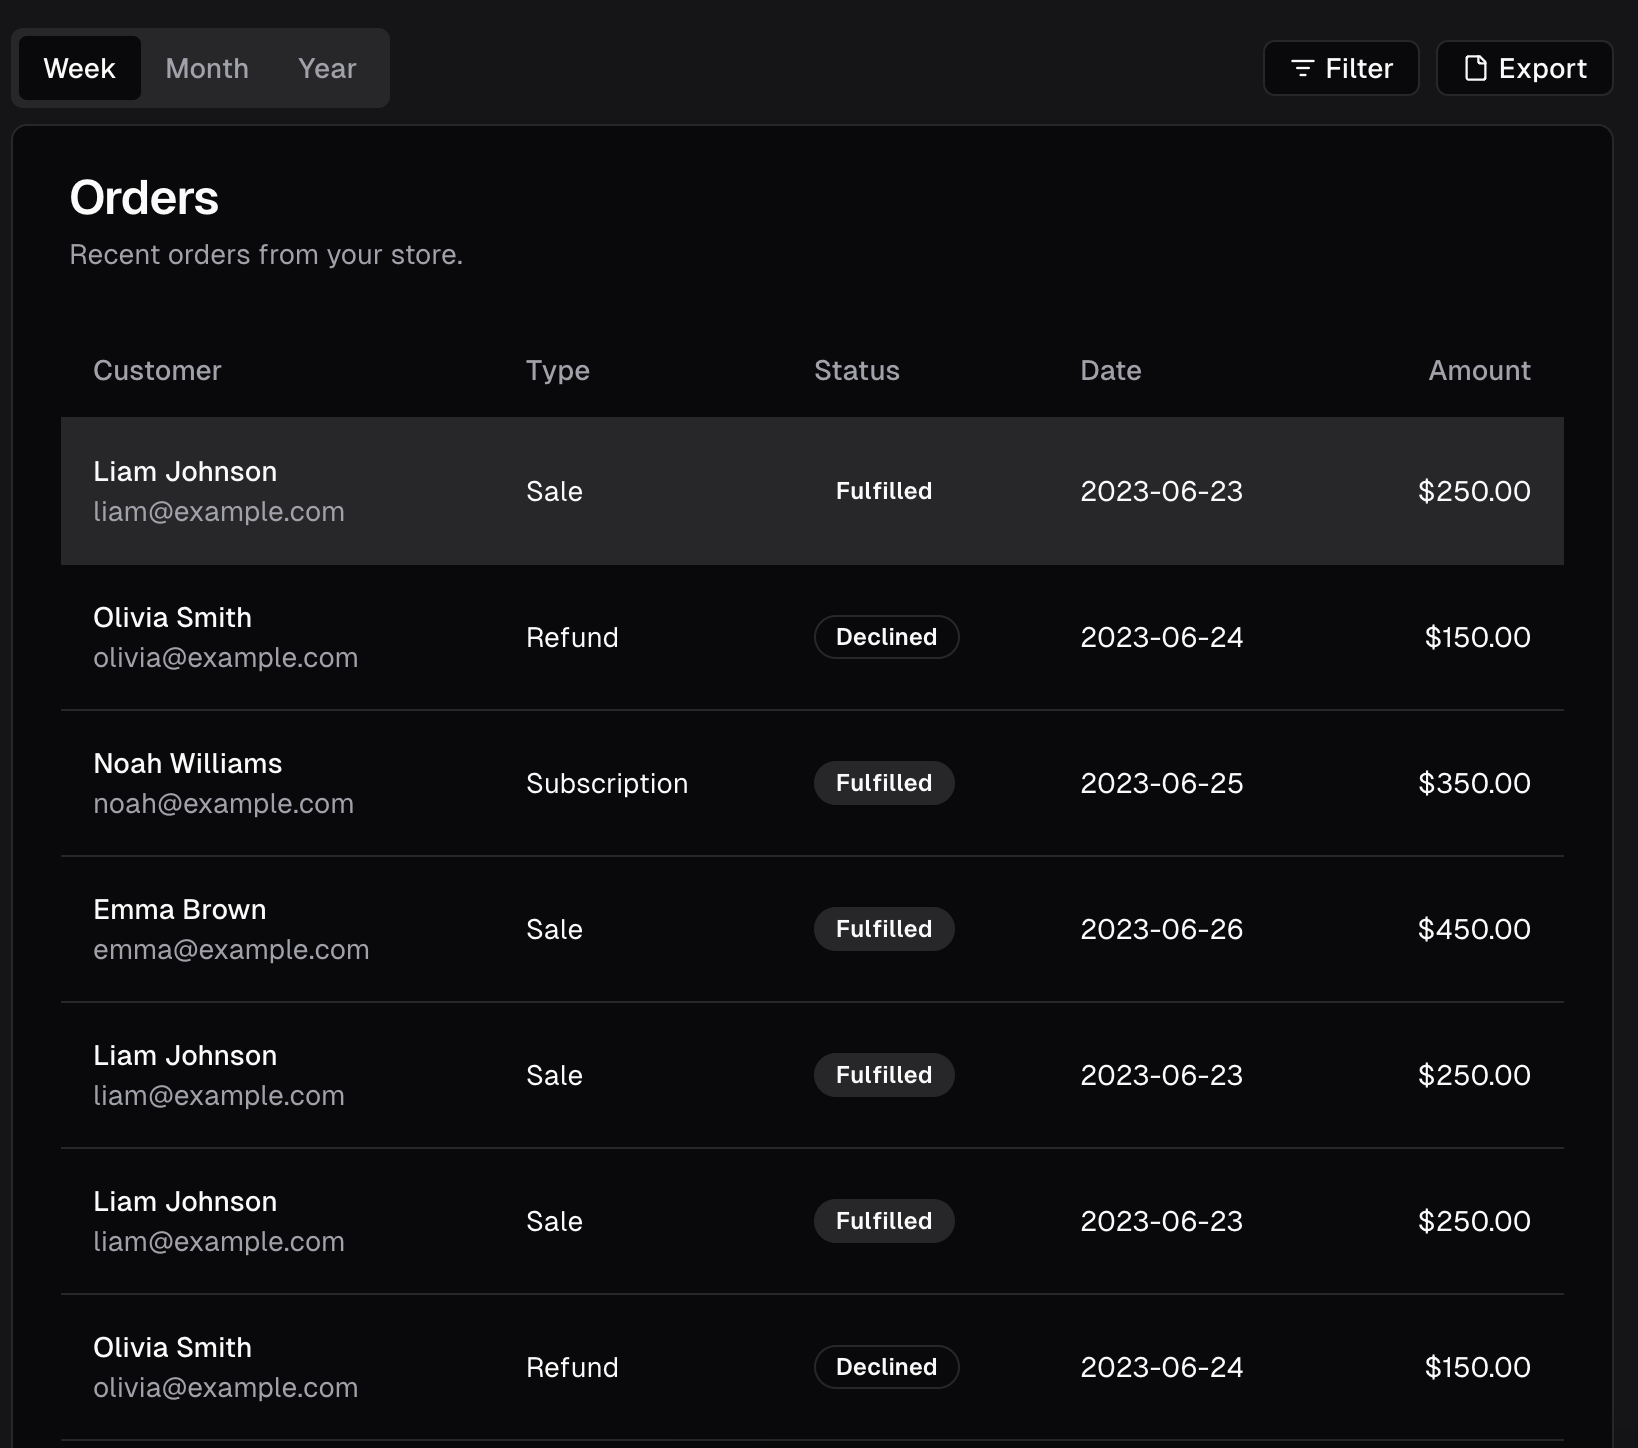 Week Month Year Filter Export
Orders
Recent orders from your store.
Customer Type Status Date Amount
Liam Johnson
liam@example.com
Sale Fulfilled 2023-06-23 $250.00
Olivia Smith
olivia@example.com
Refund Declined 2023-06-24 $150.00
Noah Williams
noah@example.com
Subscription Fulfilled 2023-06-25 $350.00
Emma Brown
emma@example.com
Sale Fulfilled 2023-06-26 $450.00
Liam Johnson
liam@example.com
Sale Fulfilled 2023-06-23 $250.00
Liam Johnson
liam@example.com
Sale Fulfilled 2023-06-23 $250.00
Olivia Smith
olivia@example.com
Refund Declined 2023-06-24 $150.00